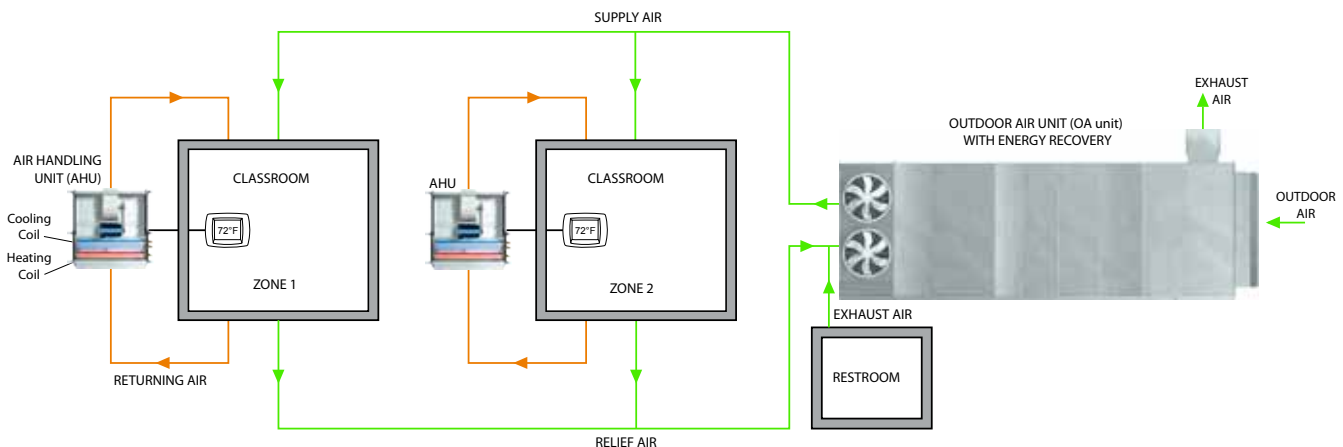 SUPPLY AIR
EXHAUST
AIR
OUTDOOR AIR UNIT (OA unit)
WITH ENERGY RECOVERY
AIR HANDLING
UNIT (AHU)
CLASSROOM
AHU
CLASSROOM
OUTDOOR
AIR
Cooling
Coil
72°F
72°F
Heating
Coil
ZONE 1
ZONE 2
EXHAUST AIR
RETURNING AIR
RESTROOM
RELIEF AIR